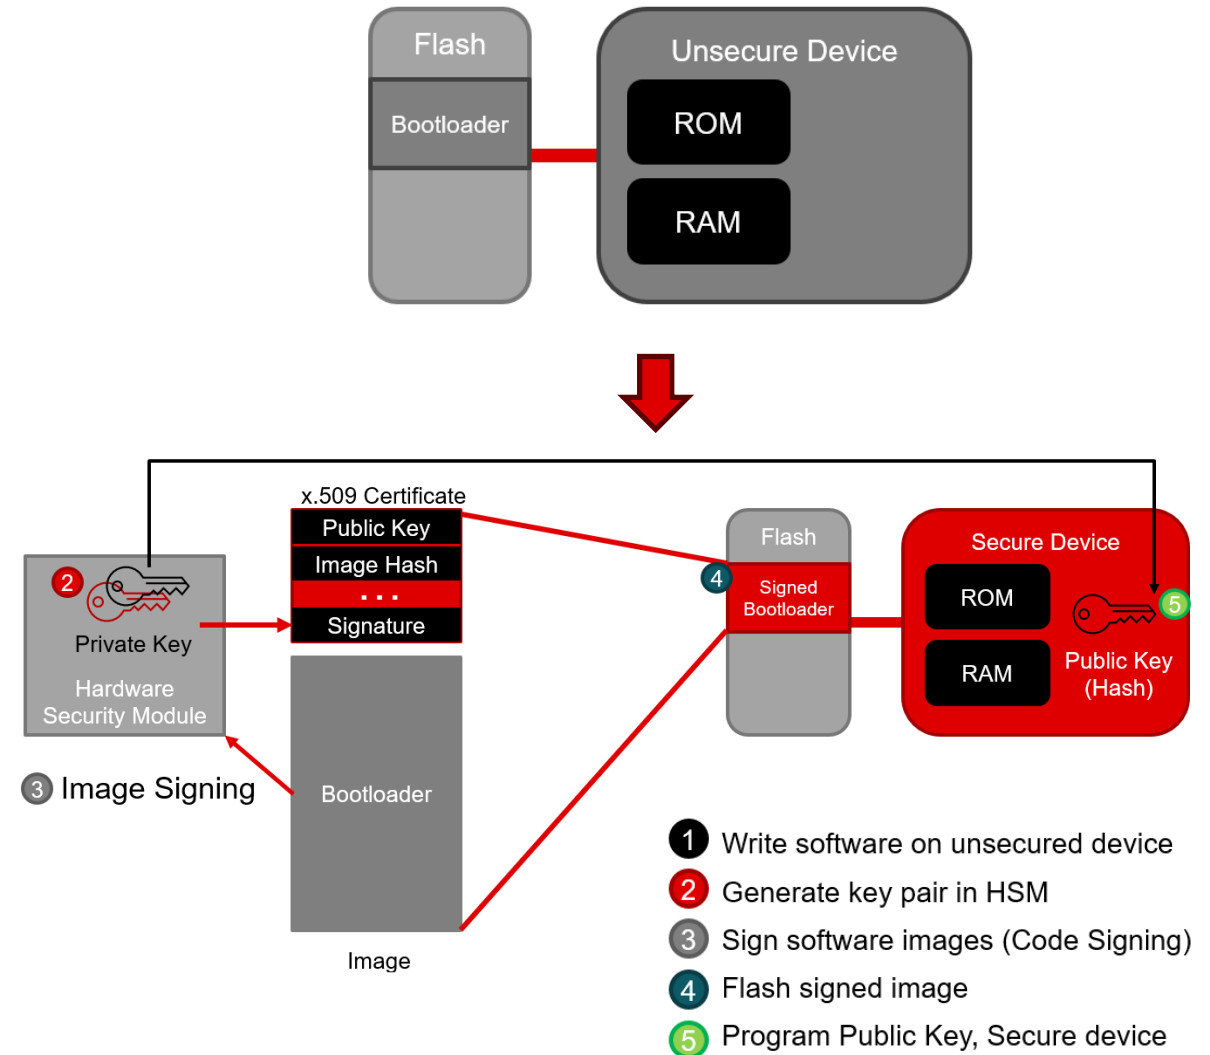 Flash
Bootloader
Unsecure Device
ROM
RAM
x.509 Certificate
Public Key
Image Hash
...
Signature
2
Private Key
Hardware
Security Module
3 Image Signing
Bootloader
Image
Flash
4
Signed
Bootloader
Secure Device
ROM
RAM
5
Public Key
(Hash)
1 Write software on unsecured device
2 Generate key pair in HSM
3 Sign software images (Code Signing)
4 Flash signed image
5 Program Public Key, Secure device